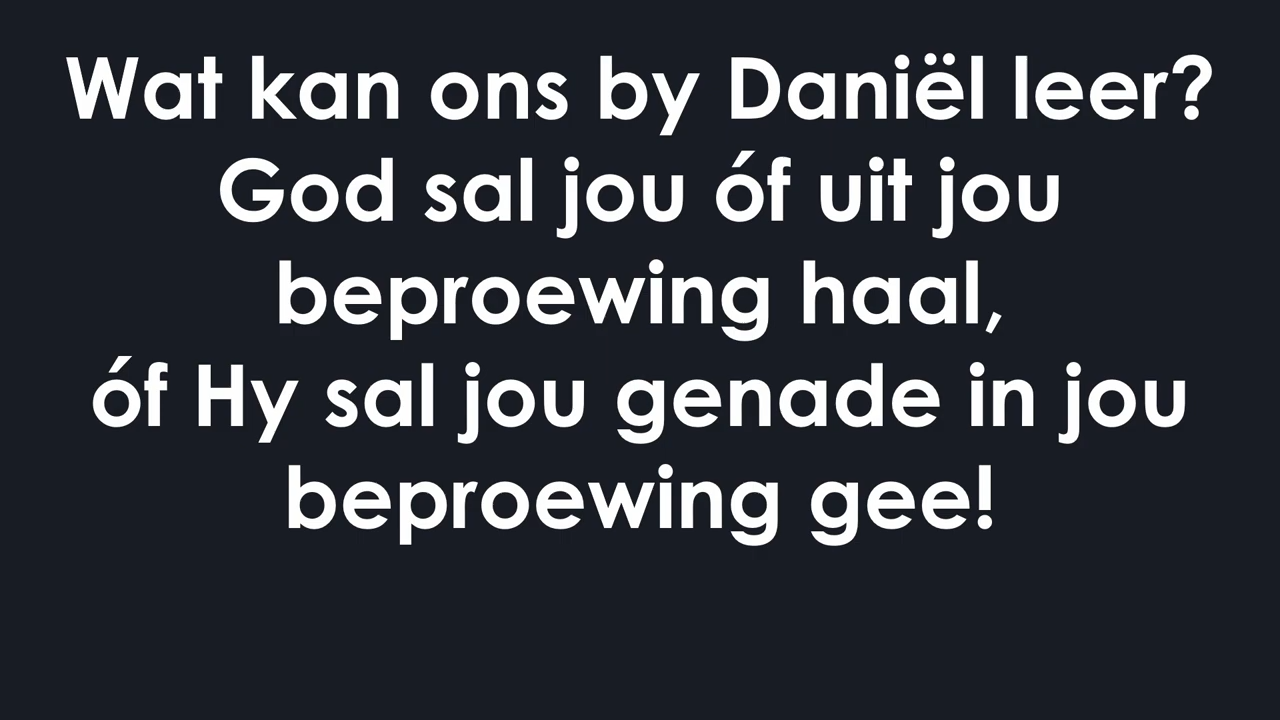 Wat kan ons by Daniël leer?
God sal jou óf uit jou
beproewing haal,
óf Hy sal jou genade in jou
beproewing gee!